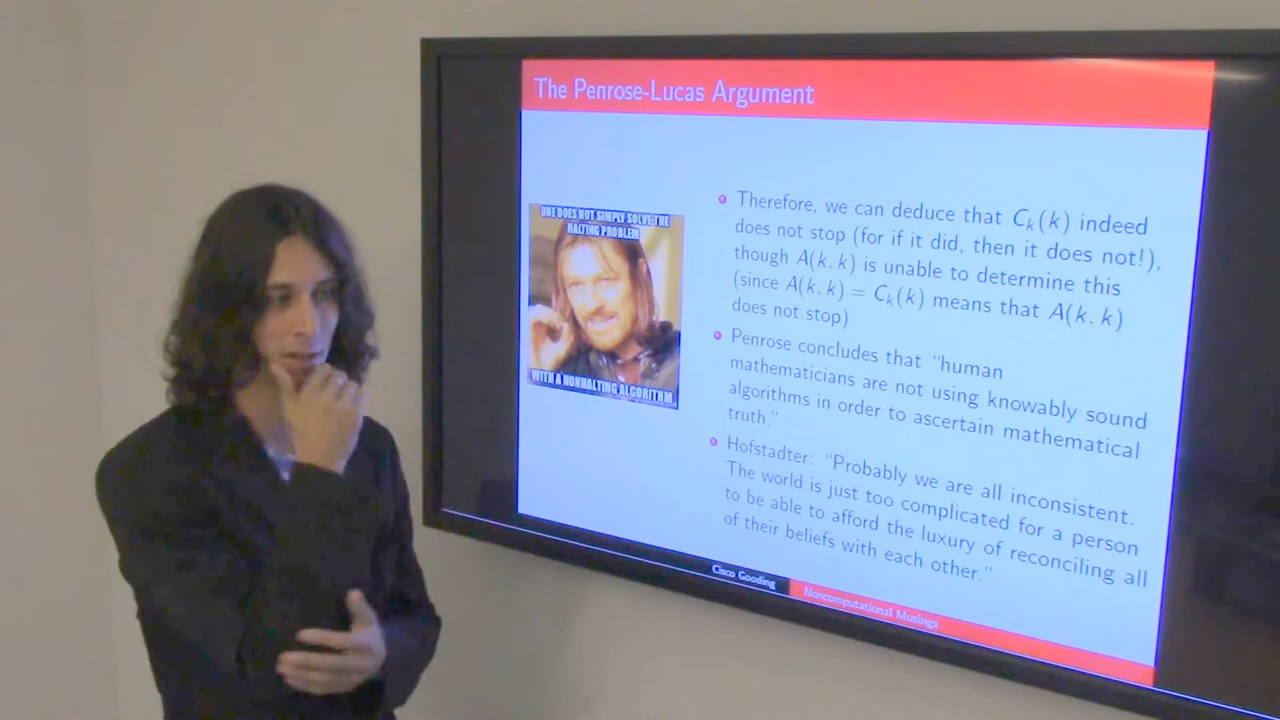 The Penrose-Lucas Argument
ONE DOES NOT SIMPLY SOLVE THE
HALTING PROBLEM
WITH A NONHALTING ALGORITHM
Therefore, we can deduce that Cₖ(k) indeed
does not stop (for if it did, then it does not!),
though A(k, k) is unable to determine this
(since A(k, k) = Cₖ(k) means that A(k, k)
does not stop)
Penrose concludes that “human
mathematicians are not using knowably sound
algorithms in order to ascertain mathematical
truth.”
Hofstadter: “Probably we are all inconsistent.
The world is just too complicated for a person
to be able to afford the luxury of reconciling all
of their beliefs with each other.”
Cisco Gooding
Noncomputational Musings